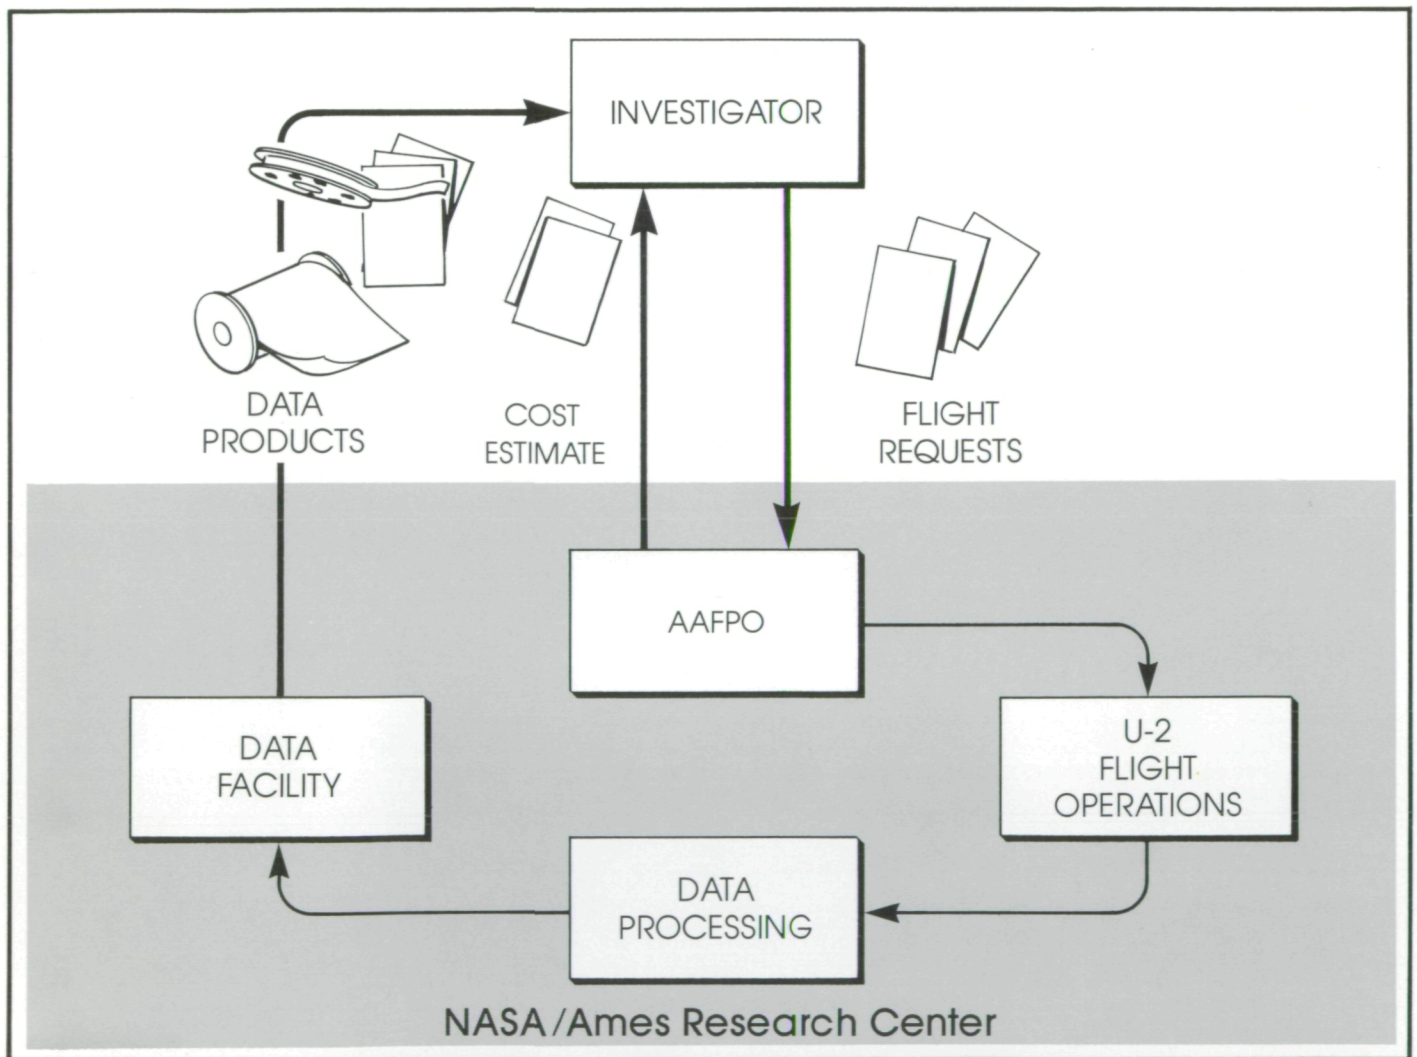 INVESTIGATOR
DATA
PRODUCTS
COST
ESTIMATE
FLIGHT
REQUESTS
AAFPO
DATA
FACILITY
U-2
FLIGHT
OPERATIONS
DATA
PROCESSING
NASA/Ames Research Center